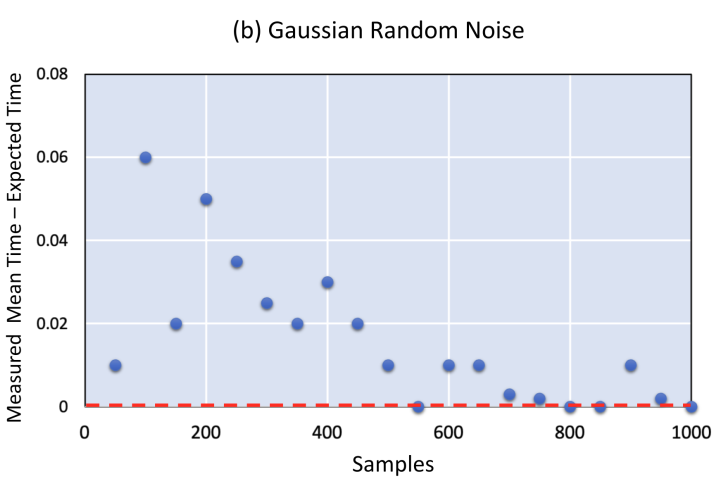 (b) Gaussian Random Noise
Measured Mean Time – Expected Time
0.08
0.06
0.04
0.02
0
0 200 400 600 800 1000
Samples